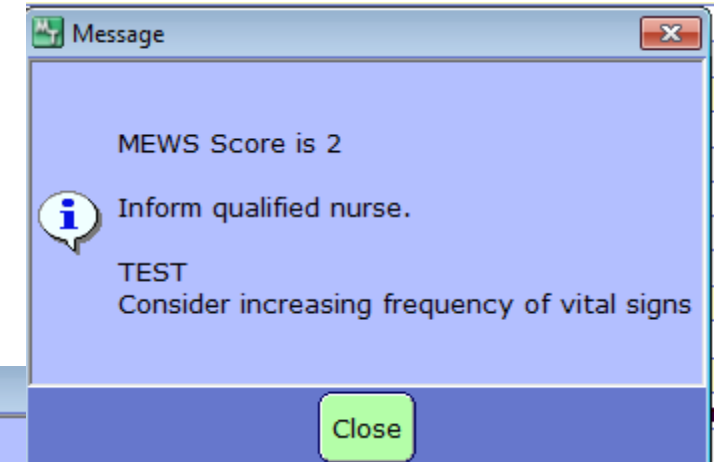 Message
MEWS Score is 2
Inform qualified nurse.
TEST
Consider increasing frequency of vital signs
Close